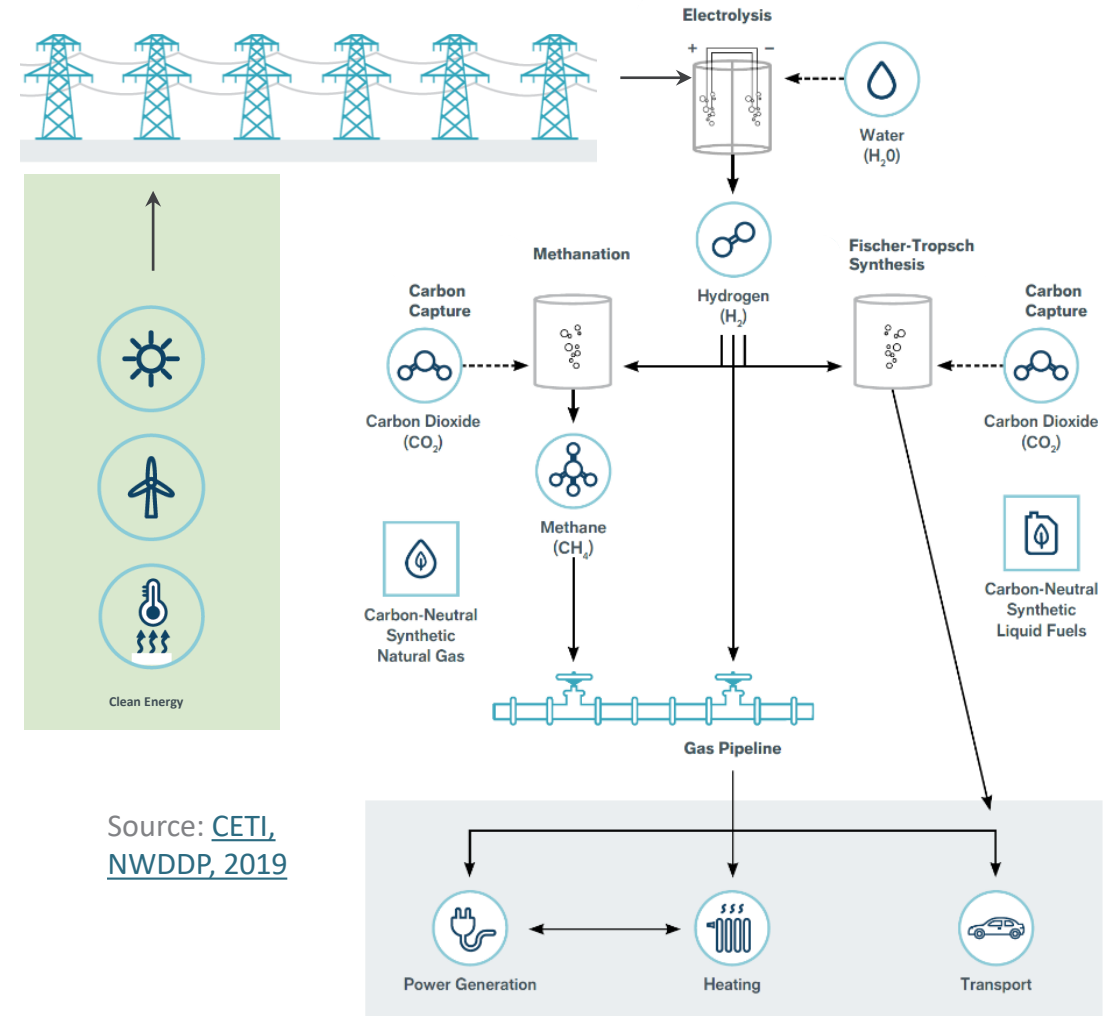 Electrolysis
+ −
Water
(H₂0)
Methanation
Fischer-Tropsch
Synthesis
Hydrogen
(H₂)
Carbon
Capture
Carbon
Capture
Carbon Dioxide
(CO₂)
Carbon Dioxide
(CO₂)
Methane
(CH₄)
Carbon-Neutral
Synthetic
Natural Gas
Carbon-Neutral
Synthetic
Liquid Fuels
Clean Energy
Gas Pipeline
Source: CETI,
NWDDP, 2019
Power Generation
Heating
Transport